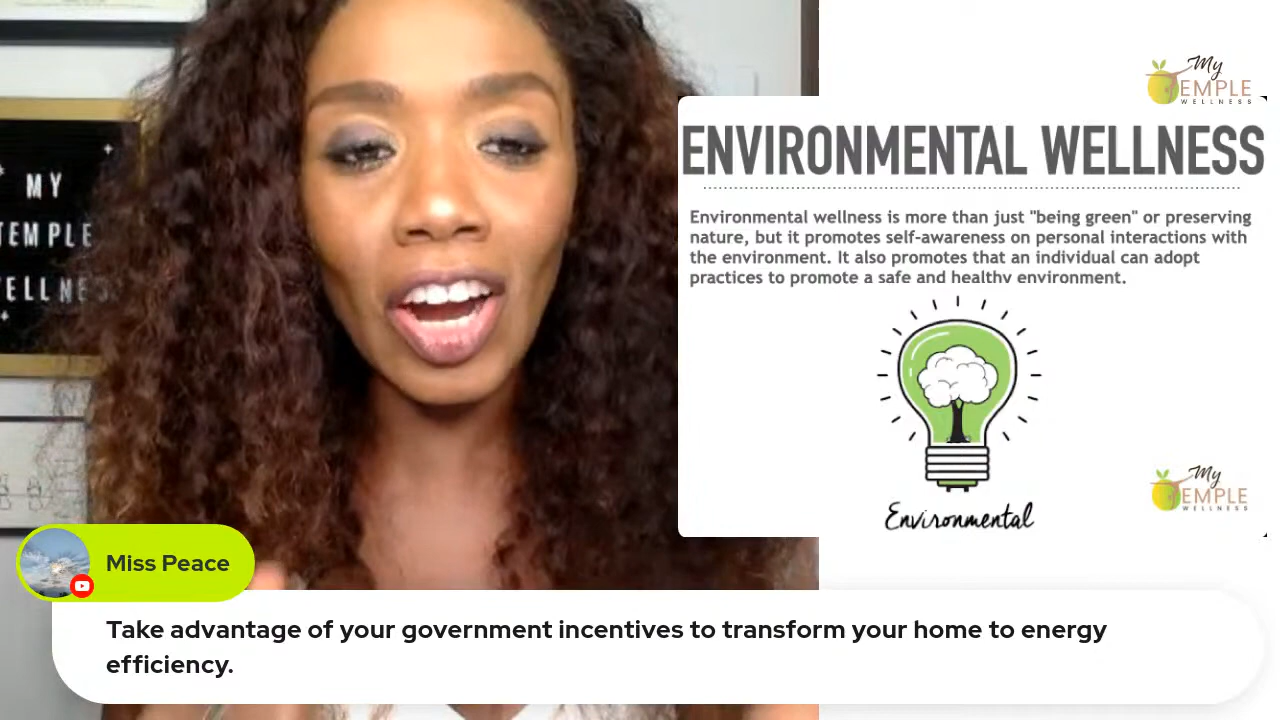 MY
TEMPLE
WELLNESS
My
TEMPLE
WELLNESS
ENVIRONMENTAL WELLNESS
Environmental wellness is more than just "being green" or preserving
nature, but it promotes self-awareness on personal interactions with
the environment. It also promotes that an individual can adopt
practices to promote a safe and healthy environment.
Environmental
My
TEMPLE
WELLNESS
Miss Peace
Take advantage of your government incentives to transform your home to energy
efficiency.